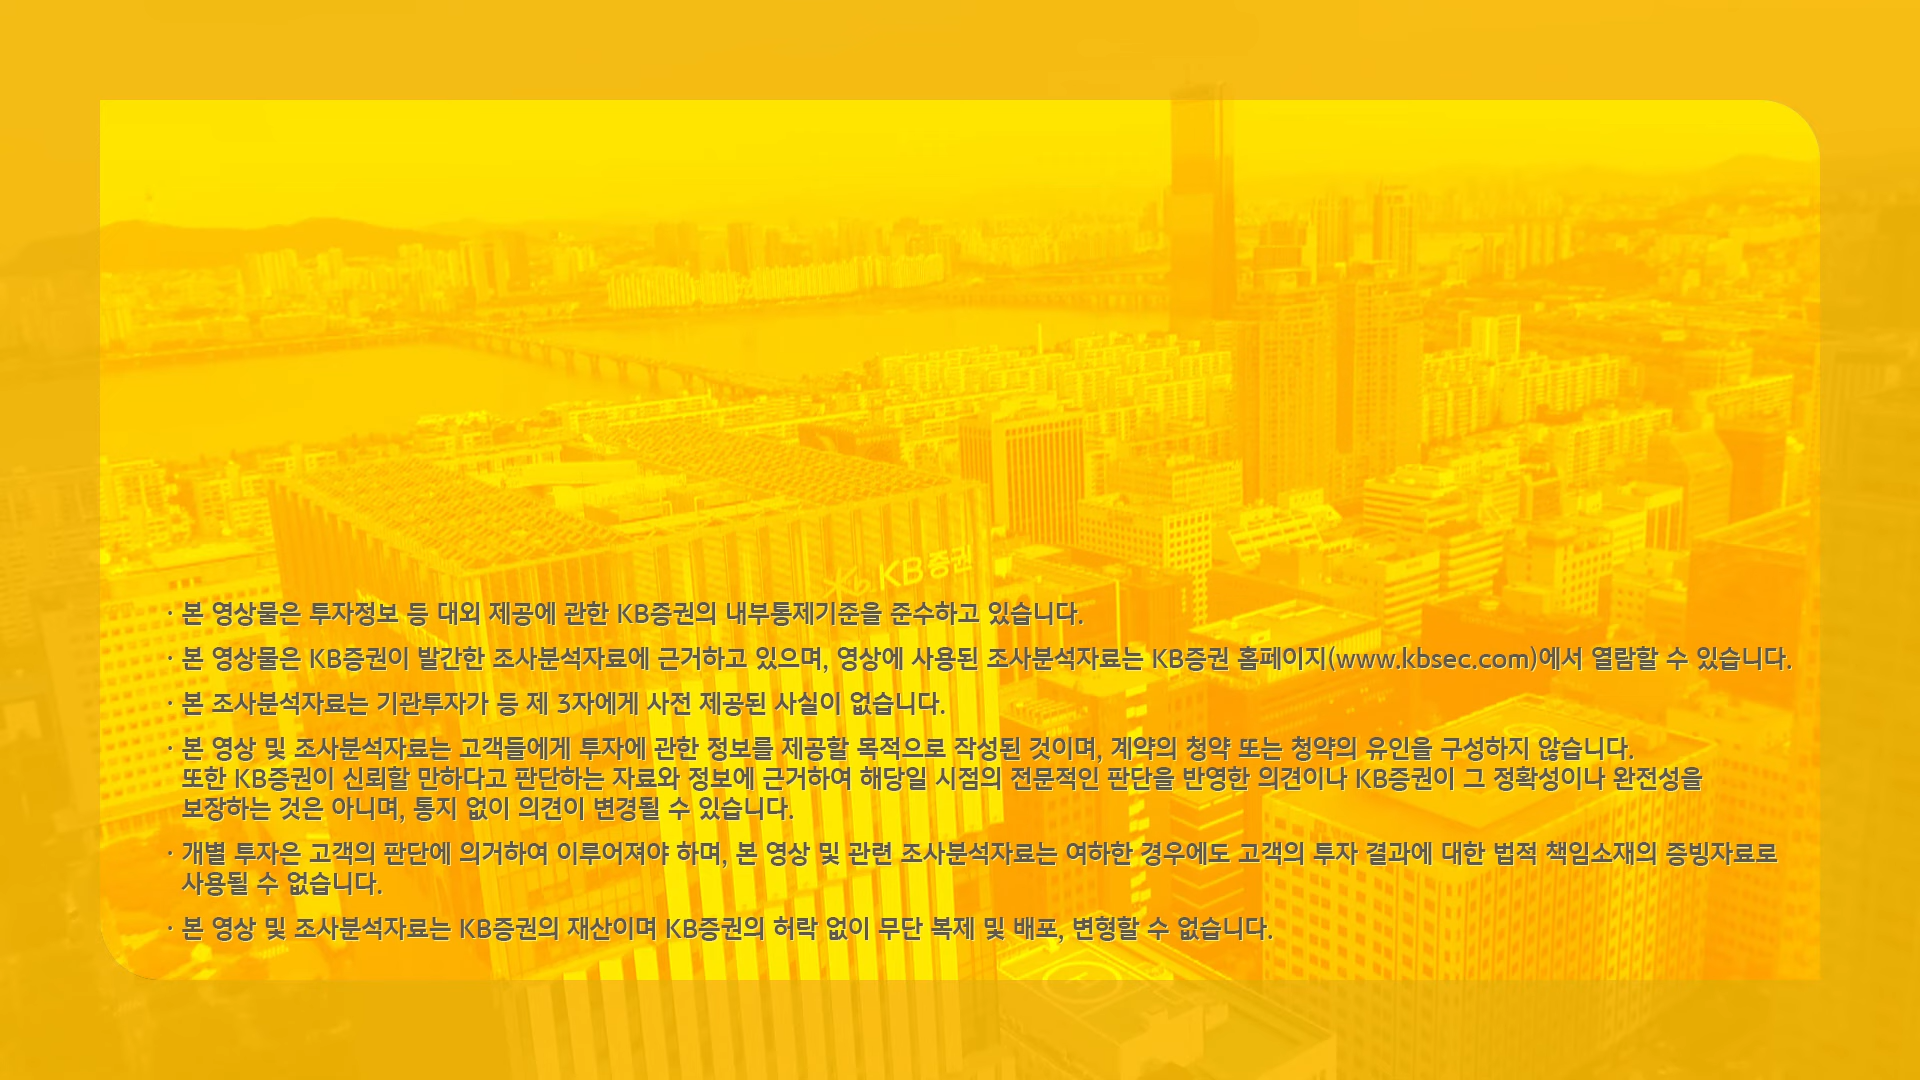 KB증권
· 본 영상물은 투자정보 등 대외 제공에 관한 KB증권의 내부통제기준을 준수하고 있습니다.
· 본 영상물은 KB증권이 발간한 조사분석자료에 근거하고 있으며, 영상에 사용된 조사분석자료는 KB증권 홈페이지(www.kbsec.com)에서 열람할 수 있습니다.
· 본 조사분석자료는 기관투자가 등 제 3자에게 사전 제공된 사실이 없습니다.
· 본 영상 및 조사분석자료는 고객들에게 투자에 관한 정보를 제공할 목적으로 작성된 것이며, 계약의 청약 또는 청약의 유인을 구성하지 않습니다.
또한 KB증권이 신뢰할 만하다고 판단하는 자료와 정보에 근거하여 해당일 시점의 전문적인 판단을 반영한 의견이나 KB증권이 그 정확성이나 완전성을
보장하는 것은 아니며, 통지 없이 의견이 변경될 수 있습니다.
· 개별 투자은 고객의 판단에 의거하여 이루어져야 하며, 본 영상 및 관련 조사분석자료는 여하한 경우에도 고객의 투자 결과에 대한 법적 책임소재의 증빙자료로
사용될 수 없습니다.
· 본 영상 및 조사분석자료는 KB증권의 재산이며 KB증권의 허락 없이 무단 복제 및 배포, 변형할 수 없습니다.